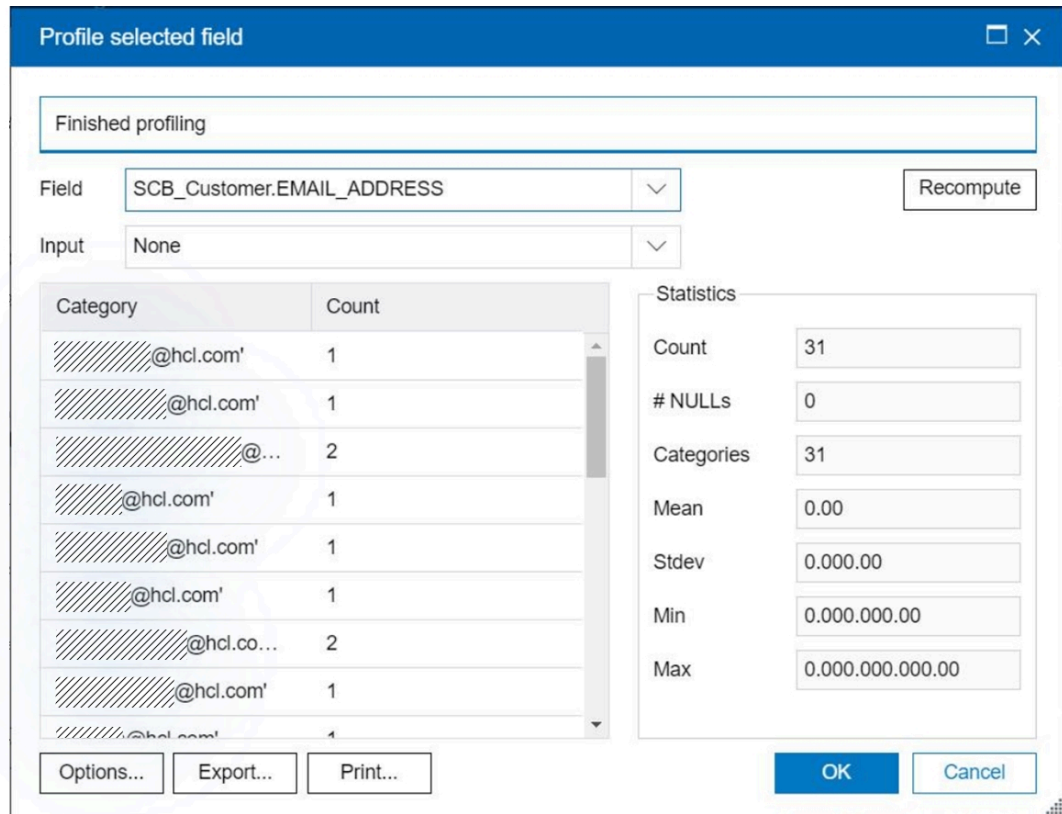 Profile selected field
Finished profiling
Field SCB_Customer.EMAIL_ADDRESS Recompute
Input None
Category Count
@hcl.com' 1
@hcl.com' 1
@... 2
@hcl.com' 1
@hcl.com' 1
@hcl.com' 1
@hcl.co... 2
@hcl.com' 1
@hcl.com' 1
Statistics
Count 31
# NULLs 0
Categories 31
Mean 0.00
Stdev 0.000.00
Min 0.000.000.00
Max 0.000.000.000.00
Options... Export... Print... OK Cancel